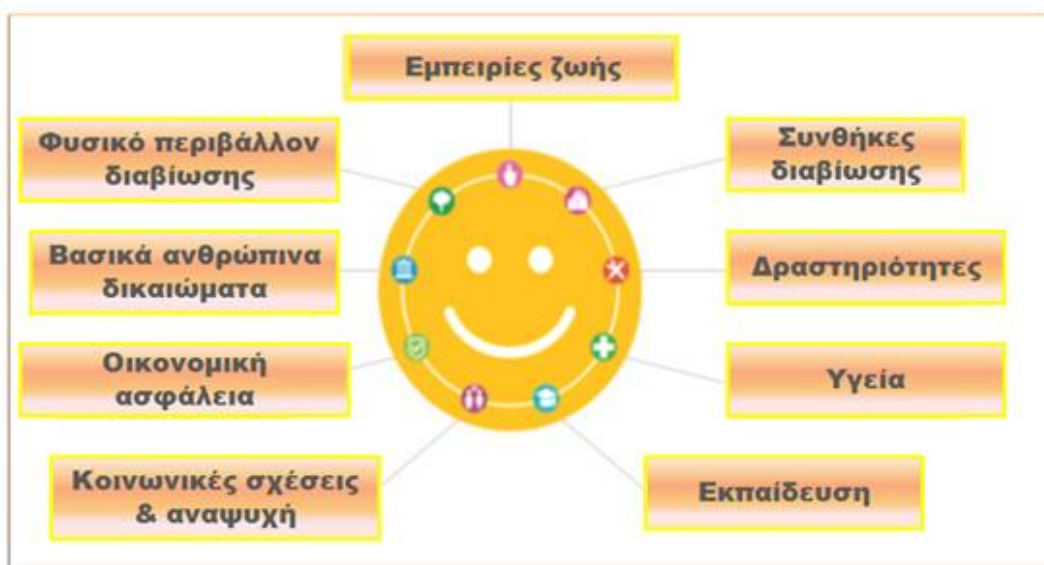 Εμπειρίες ζωής
Φυσικό περιβάλλον
διαβίωσης
Συνθήκες
διαβίωσης
Βασικά ανθρώπινα
δικαιώματα
Δραστηριότητες
Οικονομική
ασφάλεια
Υγεία
Κοινωνικές σχέσεις
& αναψυχή
Εκπαίδευση